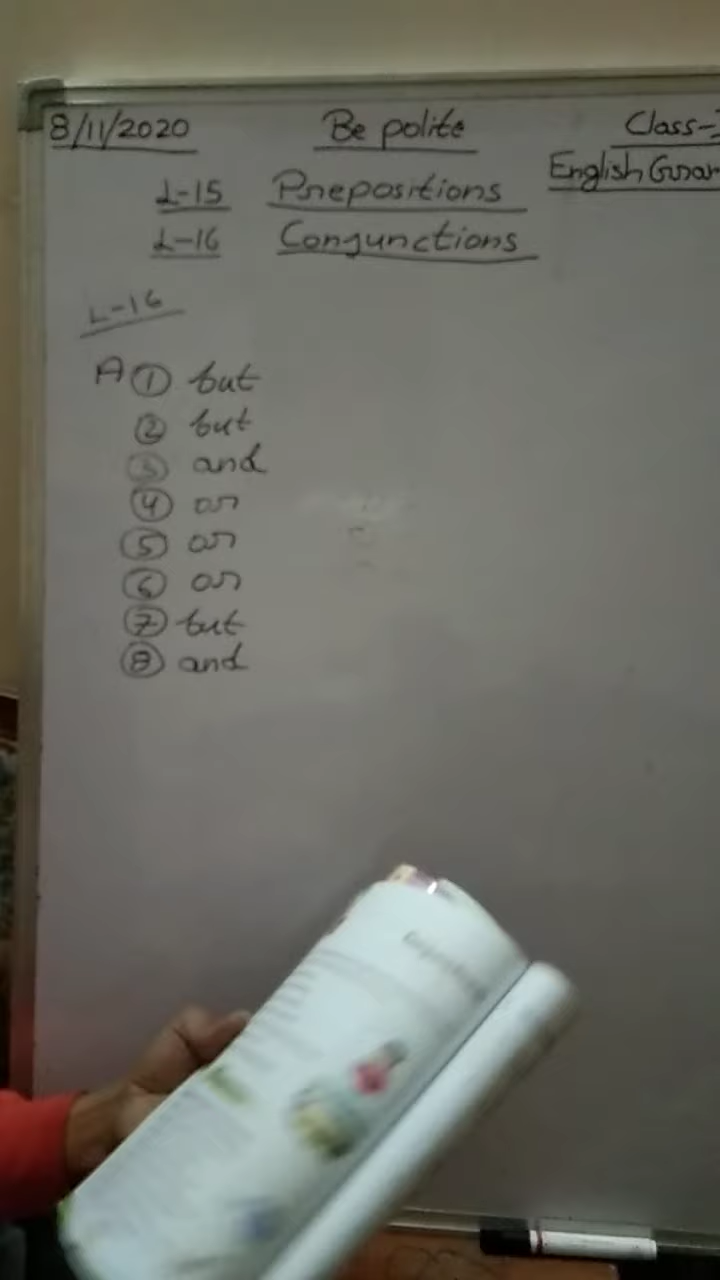 8/11/2020 Be polite Class-
English Gra
L-15 Prepositions
L-16 Conjunctions
L-16
A ① but
② but
③ and
④ or
⑤ or
⑥ or
⑦ but
⑧ and